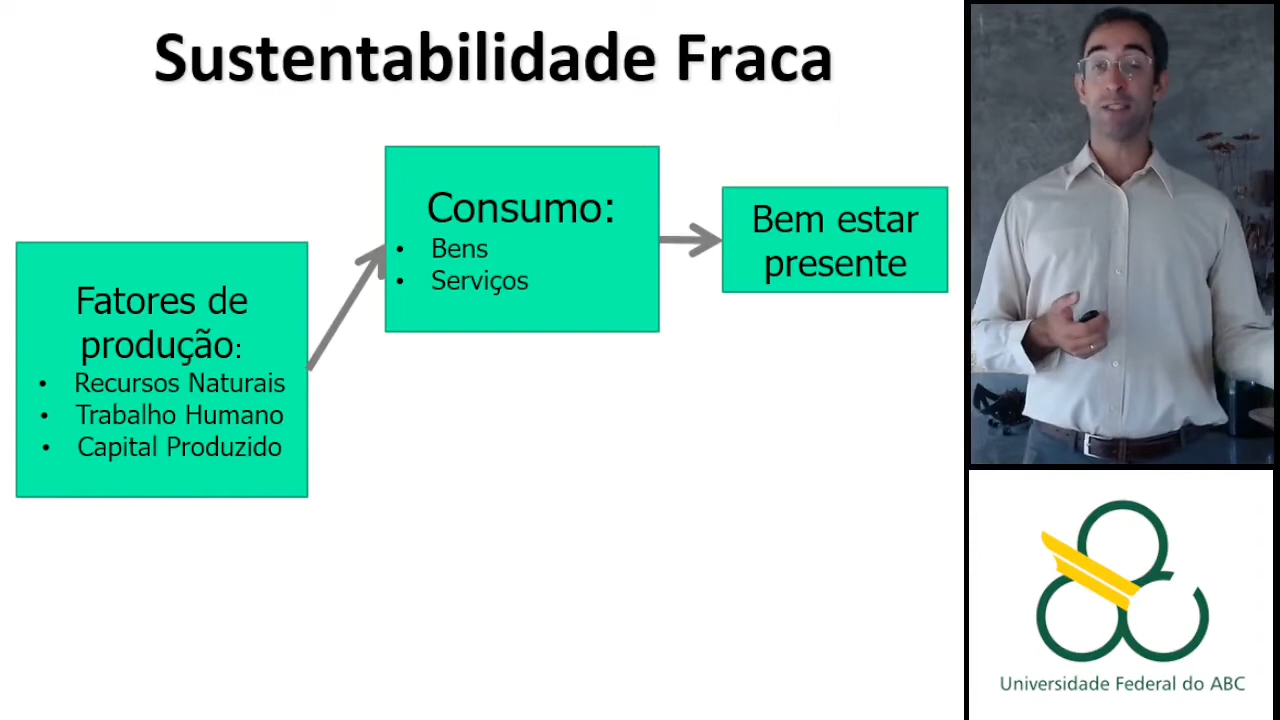 Sustentabilidade Fraca
Fatores de
produção:
• Recursos Naturais
• Trabalho Humano
• Capital Produzido
Consumo:
• Bens
• Serviços
Bem estar
presente
Universidade Federal do ABC